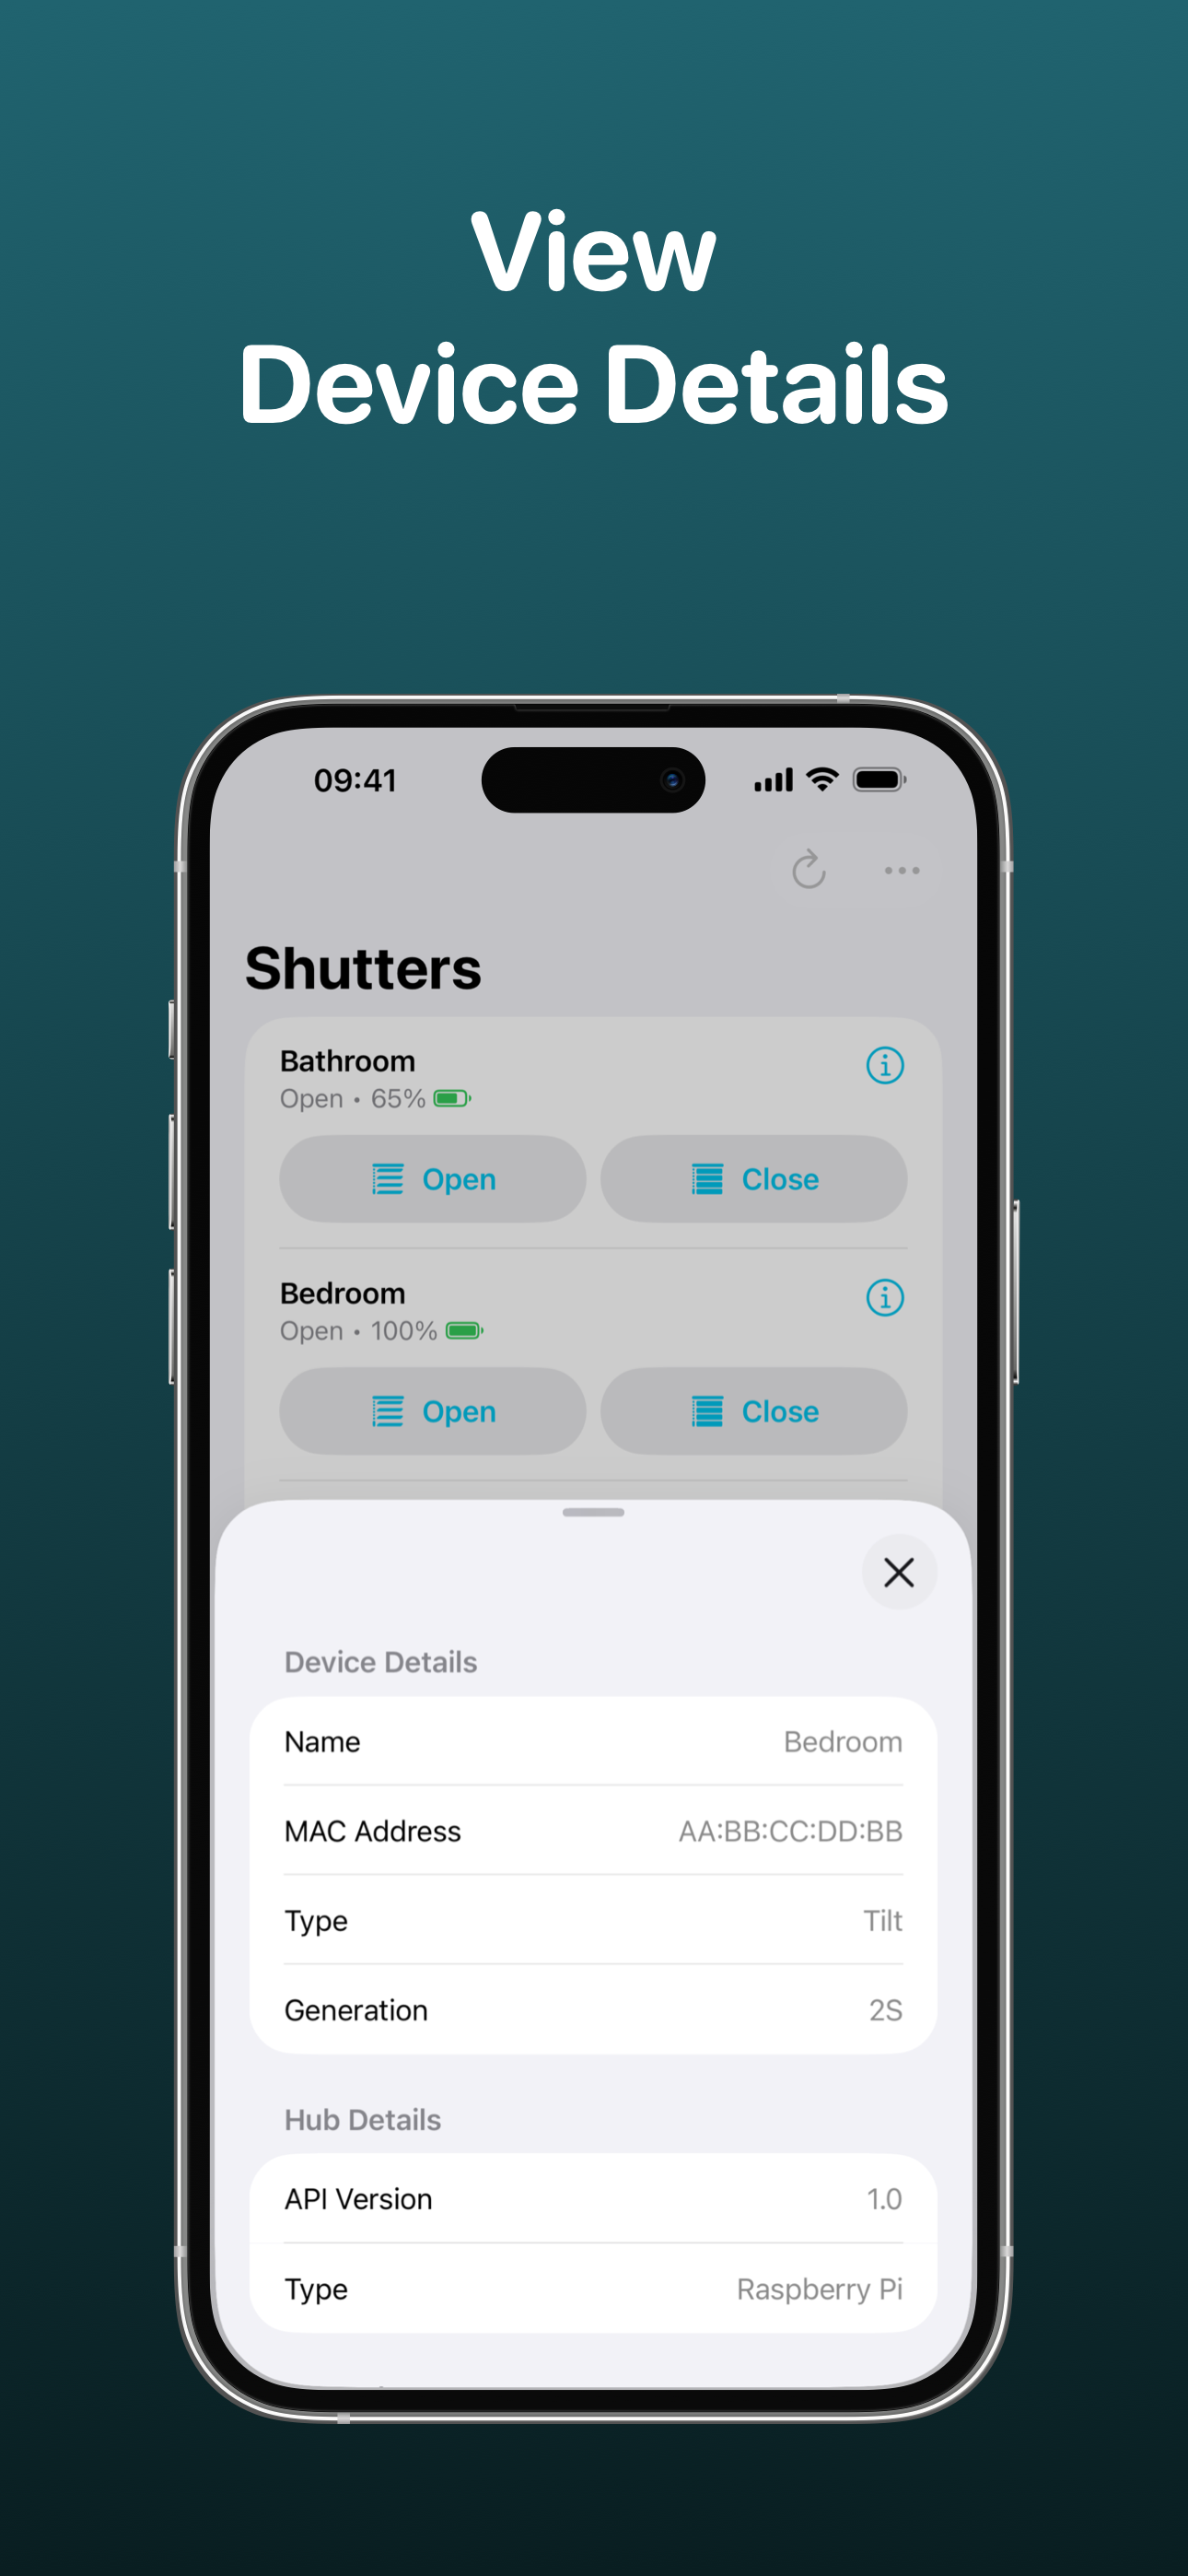 View
Device Details
09:41
Shutters
Bathroom
Open • 65%
Open Close
Bedroom
Open • 100%
Open Close
Device Details
Name Bedroom
MAC Address AA:BB:CC:DD:BB
Type Tilt
Generation 2S
Hub Details
API Version 1.0
Type Raspberry Pi